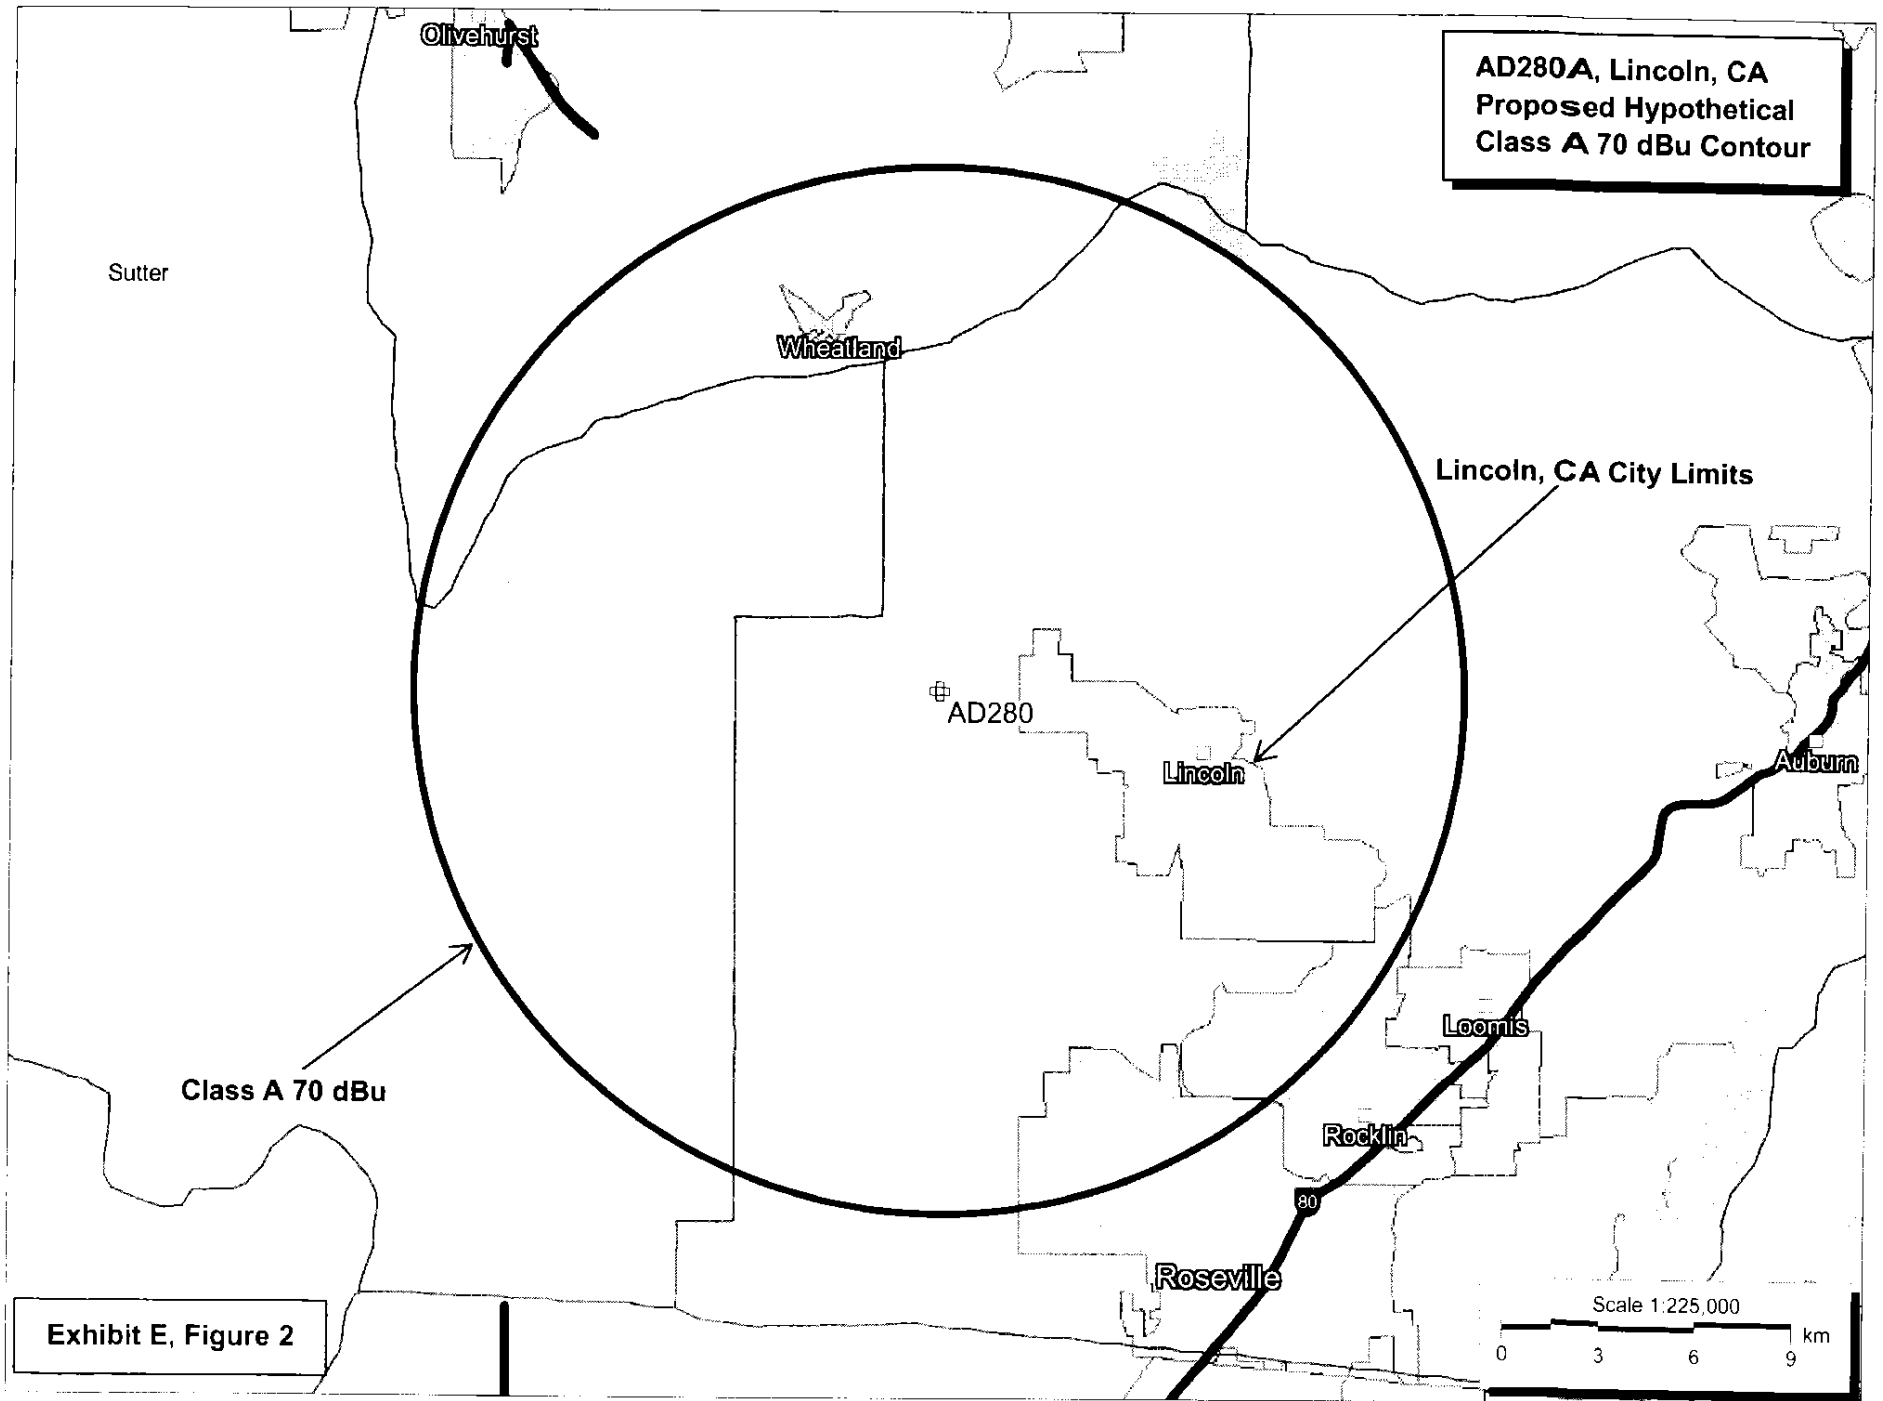 Olivehurst
AD280A, Lincoln, CA
Proposed Hypothetical
Class A 70 dBu Contour
Sutter
Wheatland
Lincoln, CA City Limits
AD280
Lincoln
Auburn
Loomis
Class A 70 dBu
Rocklin
80
Roseville
Exhibit E, Figure 2
Scale 1:225,000
km
0 3 6 9